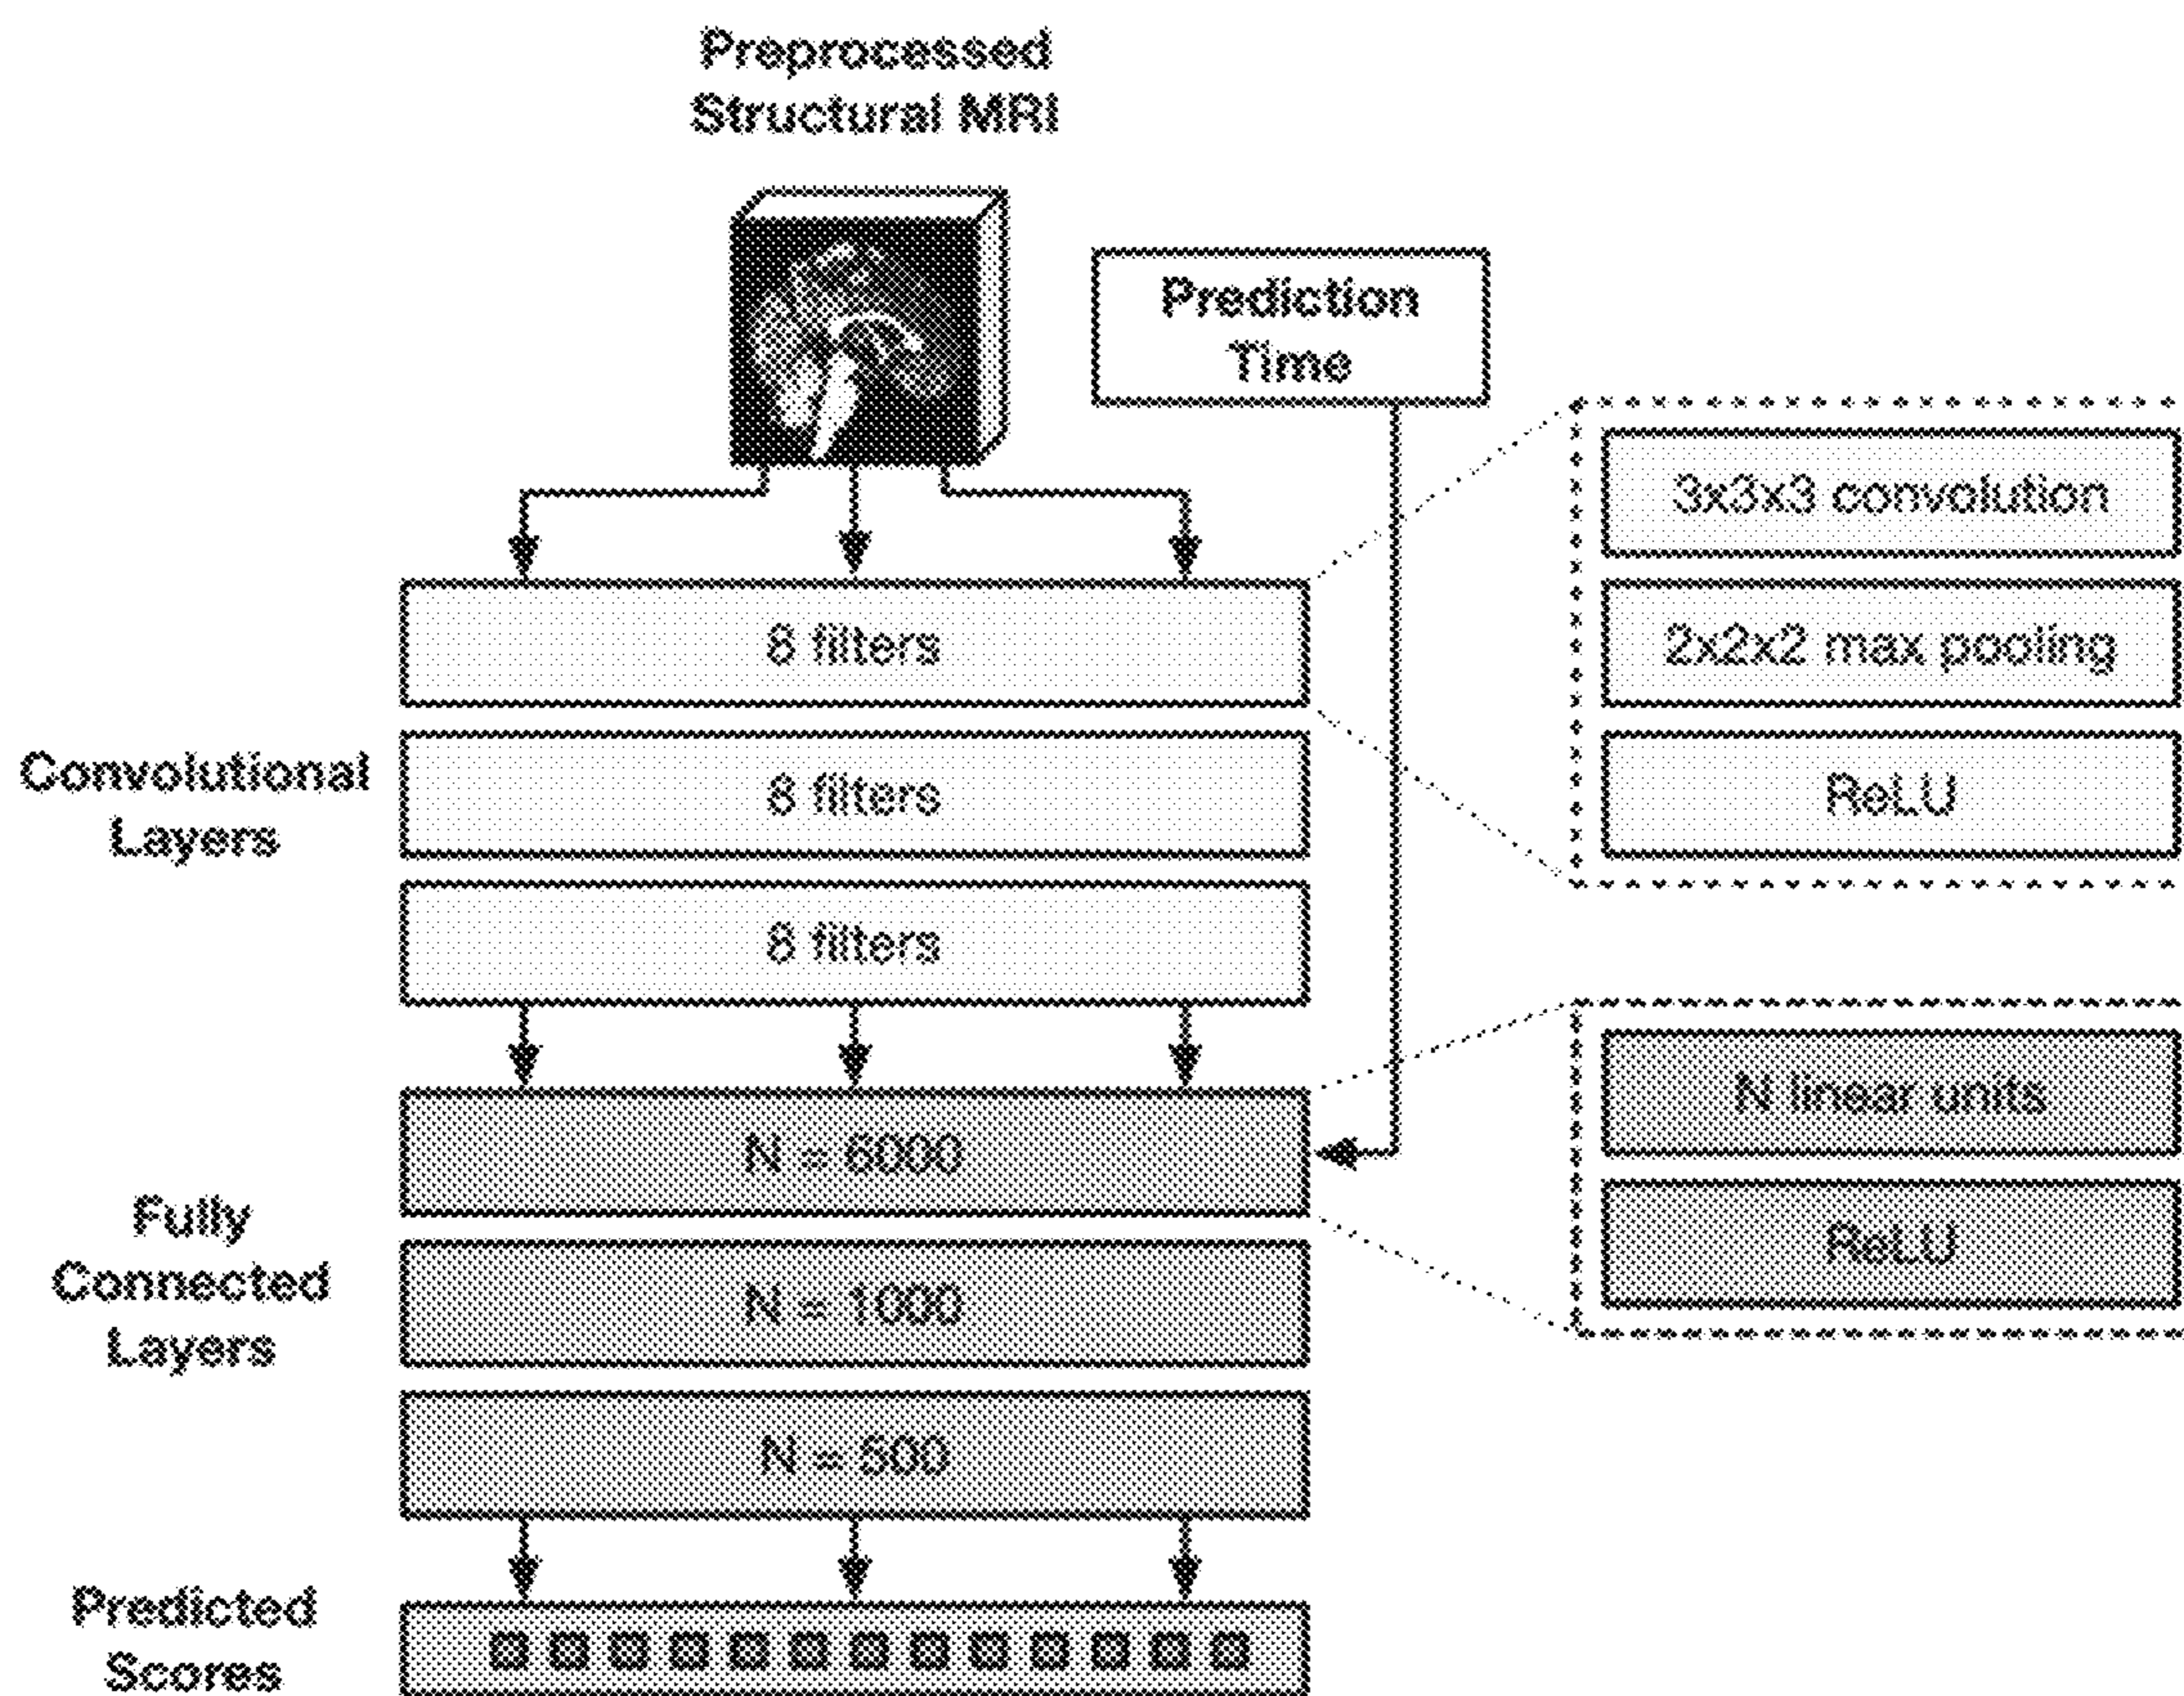 Preprocessed
Structural MRI
Prediction
Time
3x3x3 convolution
2x2x2 max pooling
ReLU
Convolutional
Layers
8 filters
8 filters
8 filters
N linear units
ReLU
Fully
Connected
Layers
N = 6000
N = 1000
N = 500
Predicted
Scores